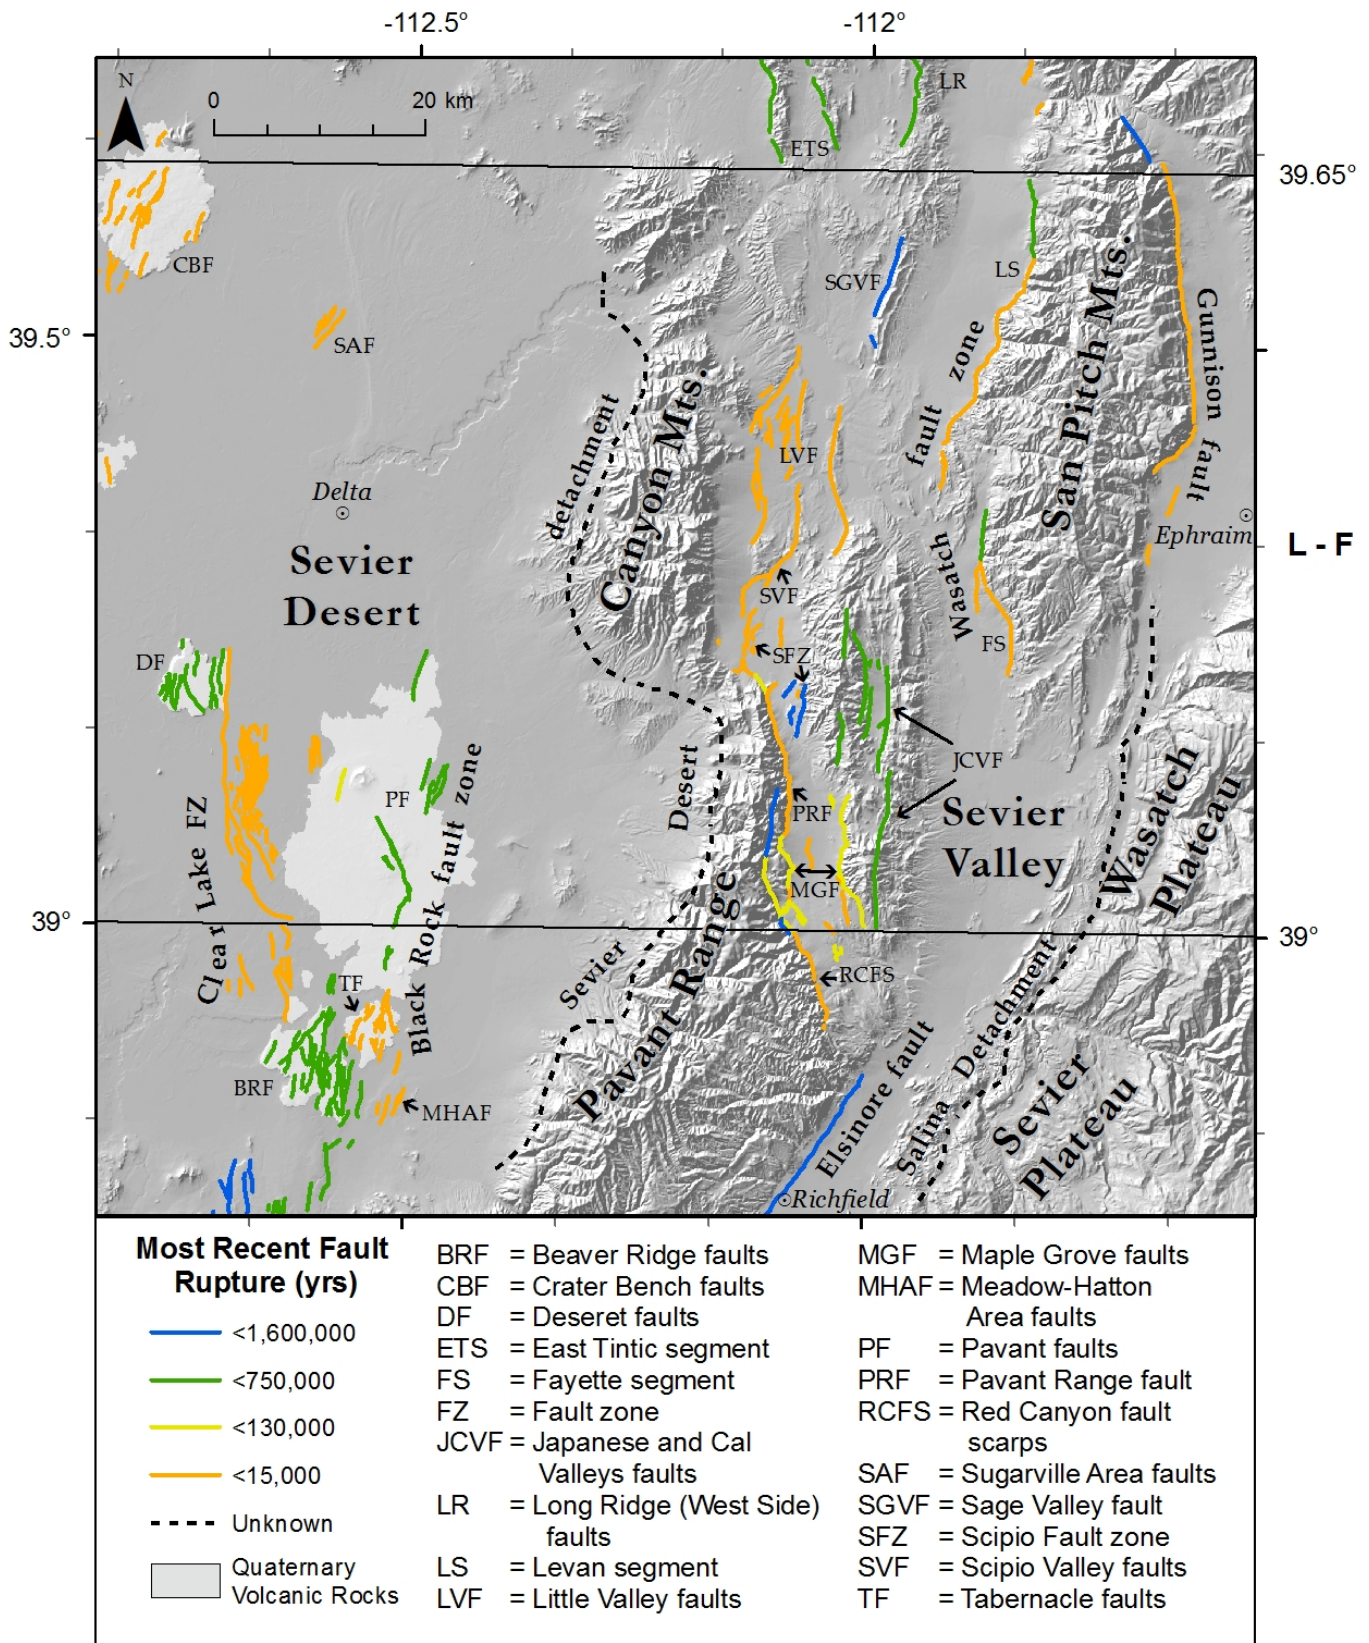 -112.5°
-112°
N
0 20 km
LR
ETS
39.65°
CBF
SGVF
LS
39.5°
SAF
zone
San Pitch Mts.
Gunnison fault
detachment
Canyon Mts.
fault
LVF
Delta
Ephraim
L - F
Sevier
Desert
Wasatch
SVF
FS
DF
SFZ
JCVF
Desert
PF
PRF
Sevier
Valley
Wasatch
Plateau
Clear Lake FZ
Black Rock fault zone
MGF
39°
39°
Sevier
Pavant Range
RCFS
TF
Salina Detachment
Elsinore fault
BRF
MHAF
Sevier
Plateau
Richfield
Most Recent Fault
Rupture (yrs)
<1,600,000
<750,000
<130,000
<15,000
Unknown
Quaternary
Volcanic Rocks
BRF = Beaver Ridge faults
CBF = Crater Bench faults
DF = Deseret faults
ETS = East Tintic segment
FS = Fayette segment
FZ = Fault zone
JCVF = Japanese and Cal
Valleys faults
LR = Long Ridge (West Side)
faults
LS = Levan segment
LVF = Little Valley faults
MGF = Maple Grove faults
MHAF = Meadow-Hatton
Area faults
PF = Pavant faults
PRF = Pavant Range fault
RCFS = Red Canyon fault
scarps
SAF = Sugarville Area faults
SGVF = Sage Valley fault
SFZ = Scipio Fault zone
SVF = Scipio Valley faults
TF = Tabernacle faults